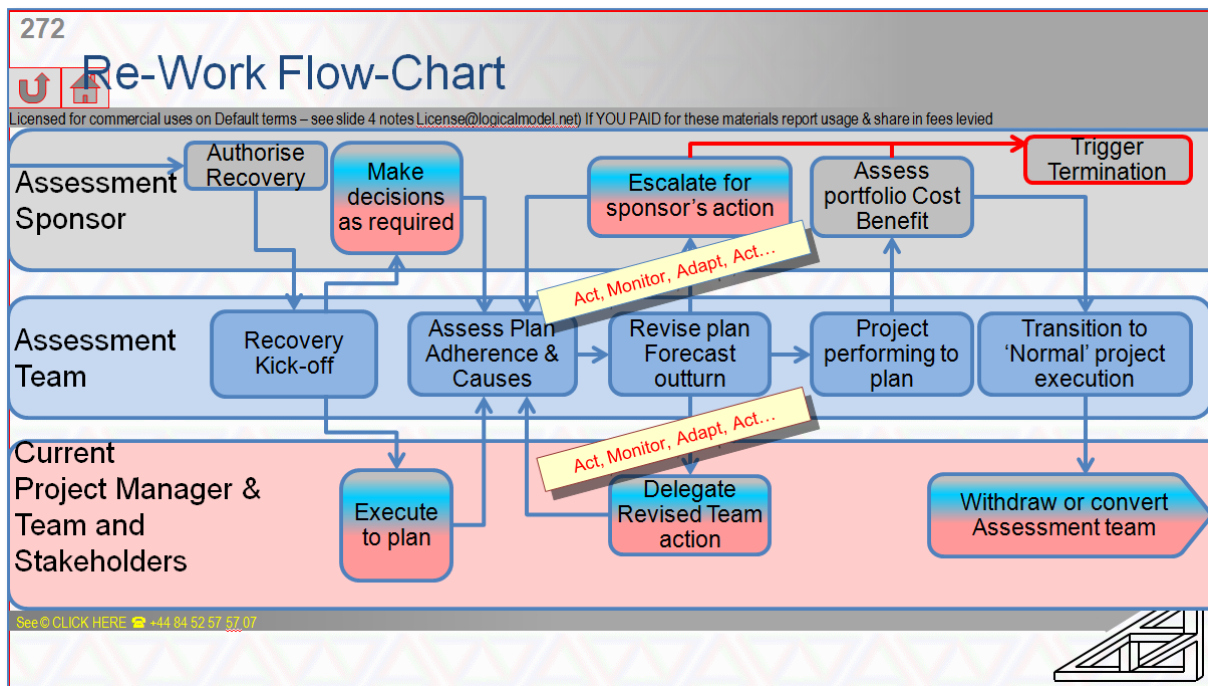 272
Re-Work Flow-Chart
Licensed for commercial uses on Default terms – see slide 4 notes License@logicalmodel.net) If YOU PAID for these materials report usage & share in fees levied
Assessment
Sponsor
Authorise
Recovery
Make
decisions
as required
Escalate for
sponsor's action
Assess
portfolio Cost
Benefit
Trigger
Termination
Act, Monitor, Adapt, Act...
Assessment
Team
Recovery
Kick-off
Assess Plan
Adherence &
Causes
Revise plan
Forecast
outturn
Project
performing to
plan
Transition to
'Normal' project
execution
Act, Monitor, Adapt, Act...
Current
Project Manager &
Team and
Stakeholders
Execute
to plan
Delegate
Revised Team
action
Withdraw or convert
Assessment team
See © CLICK HERE ☎ +44 84 52 57 57 07